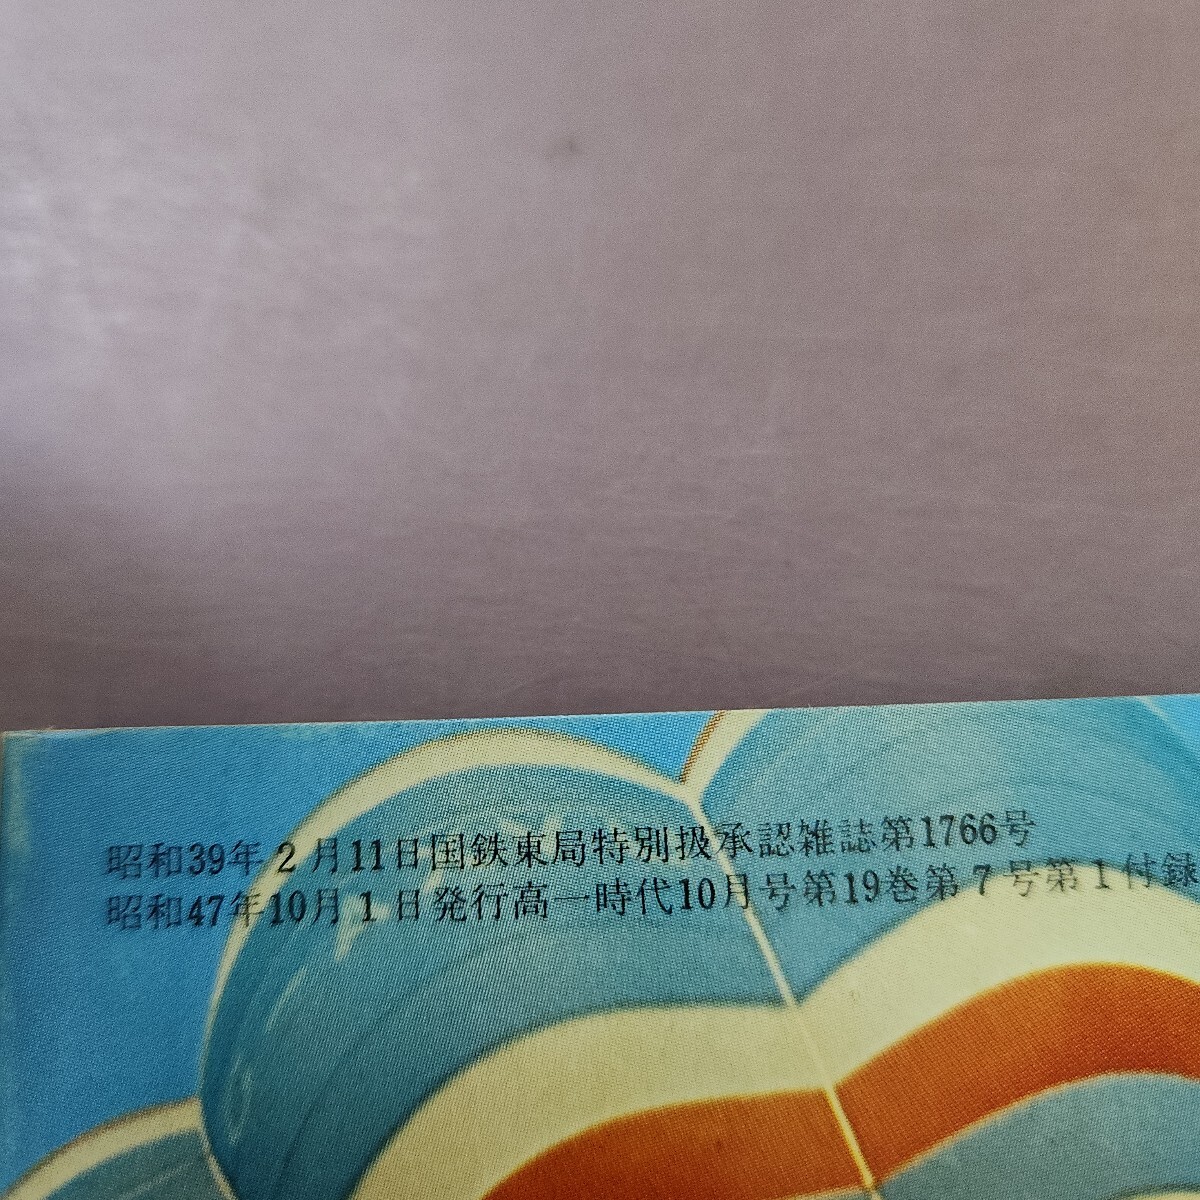 昭和39年2月11日国鉄東局特別扱承認雑誌第1766号
昭和47年10月1日発行高一時代10月号第19巻第7号第1付録